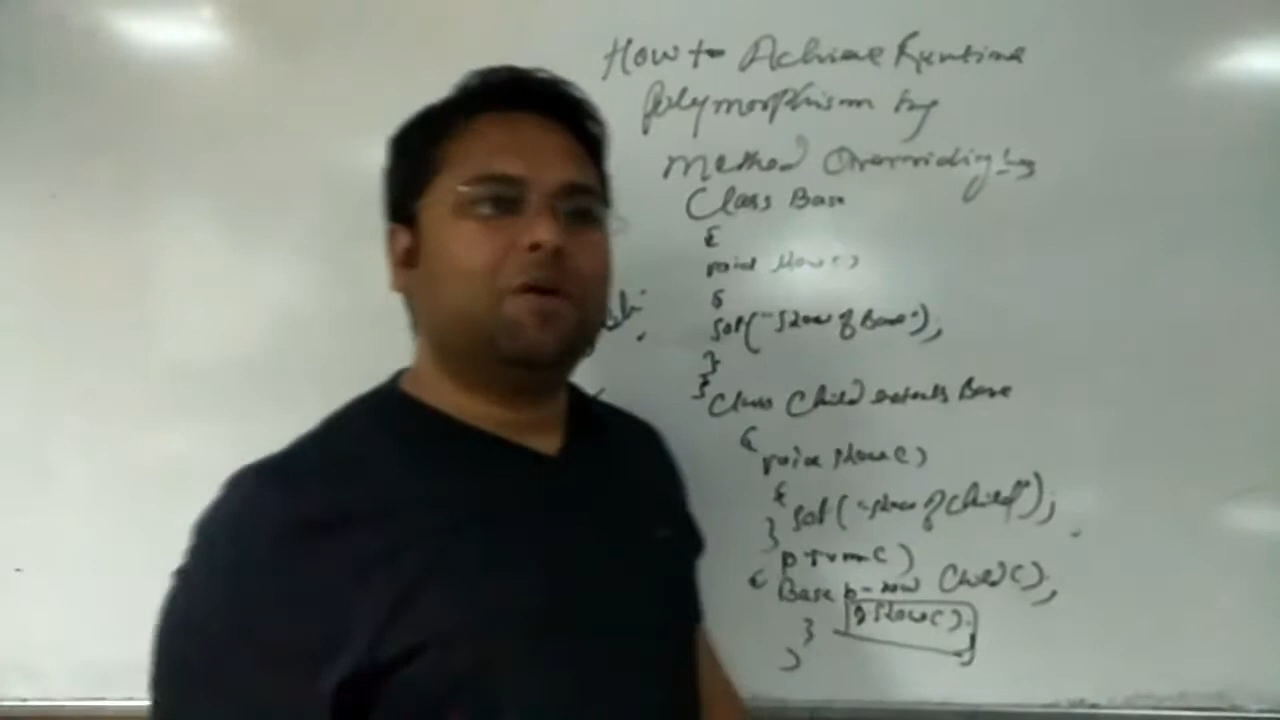 How to Achieve Runtime
Polymorphism by
Method Overriding
Class Base
{
void show()
{
sop("show of Base");
}
}
Class Child extends Base
{
void show()
{
sop("show of Child");
}
p s v m ( )
{
Base b = new Child();
b.show();
}
}